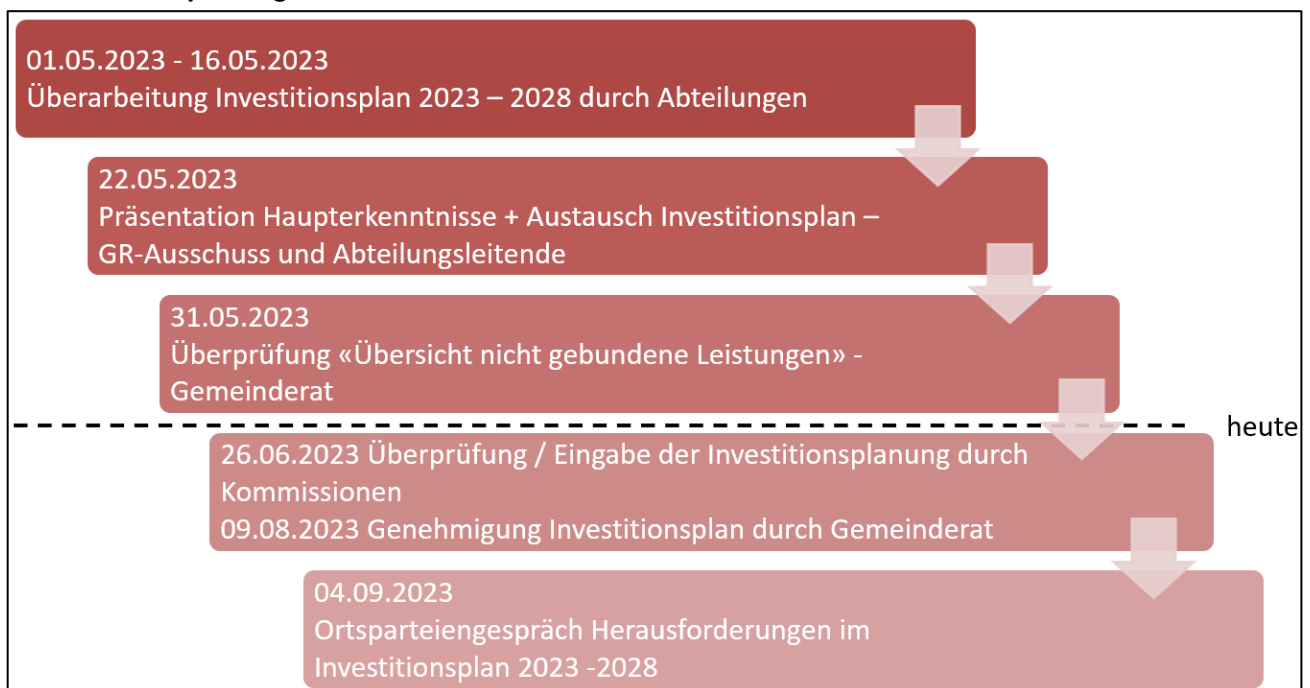 01.05.2023 - 16.05.2023
Überarbeitung Investitionsplan 2023 – 2028 durch Abteilungen
22.05.2023
Präsentation Haupterkenntnisse + Austausch Investitionsplan –
GR-Ausschuss und Abteilungsleitende
31.05.2023
Überprüfung «Übersicht nicht gebundene Leistungen» -
Gemeinderat
heute
26.06.2023 Überprüfung / Eingabe der Investitionsplanung durch
Kommissionen
09.08.2023 Genehmigung Investitionsplan durch Gemeinderat
04.09.2023
Ortsparteiengespräch Herausforderungen im
Investitionsplan 2023 -2028